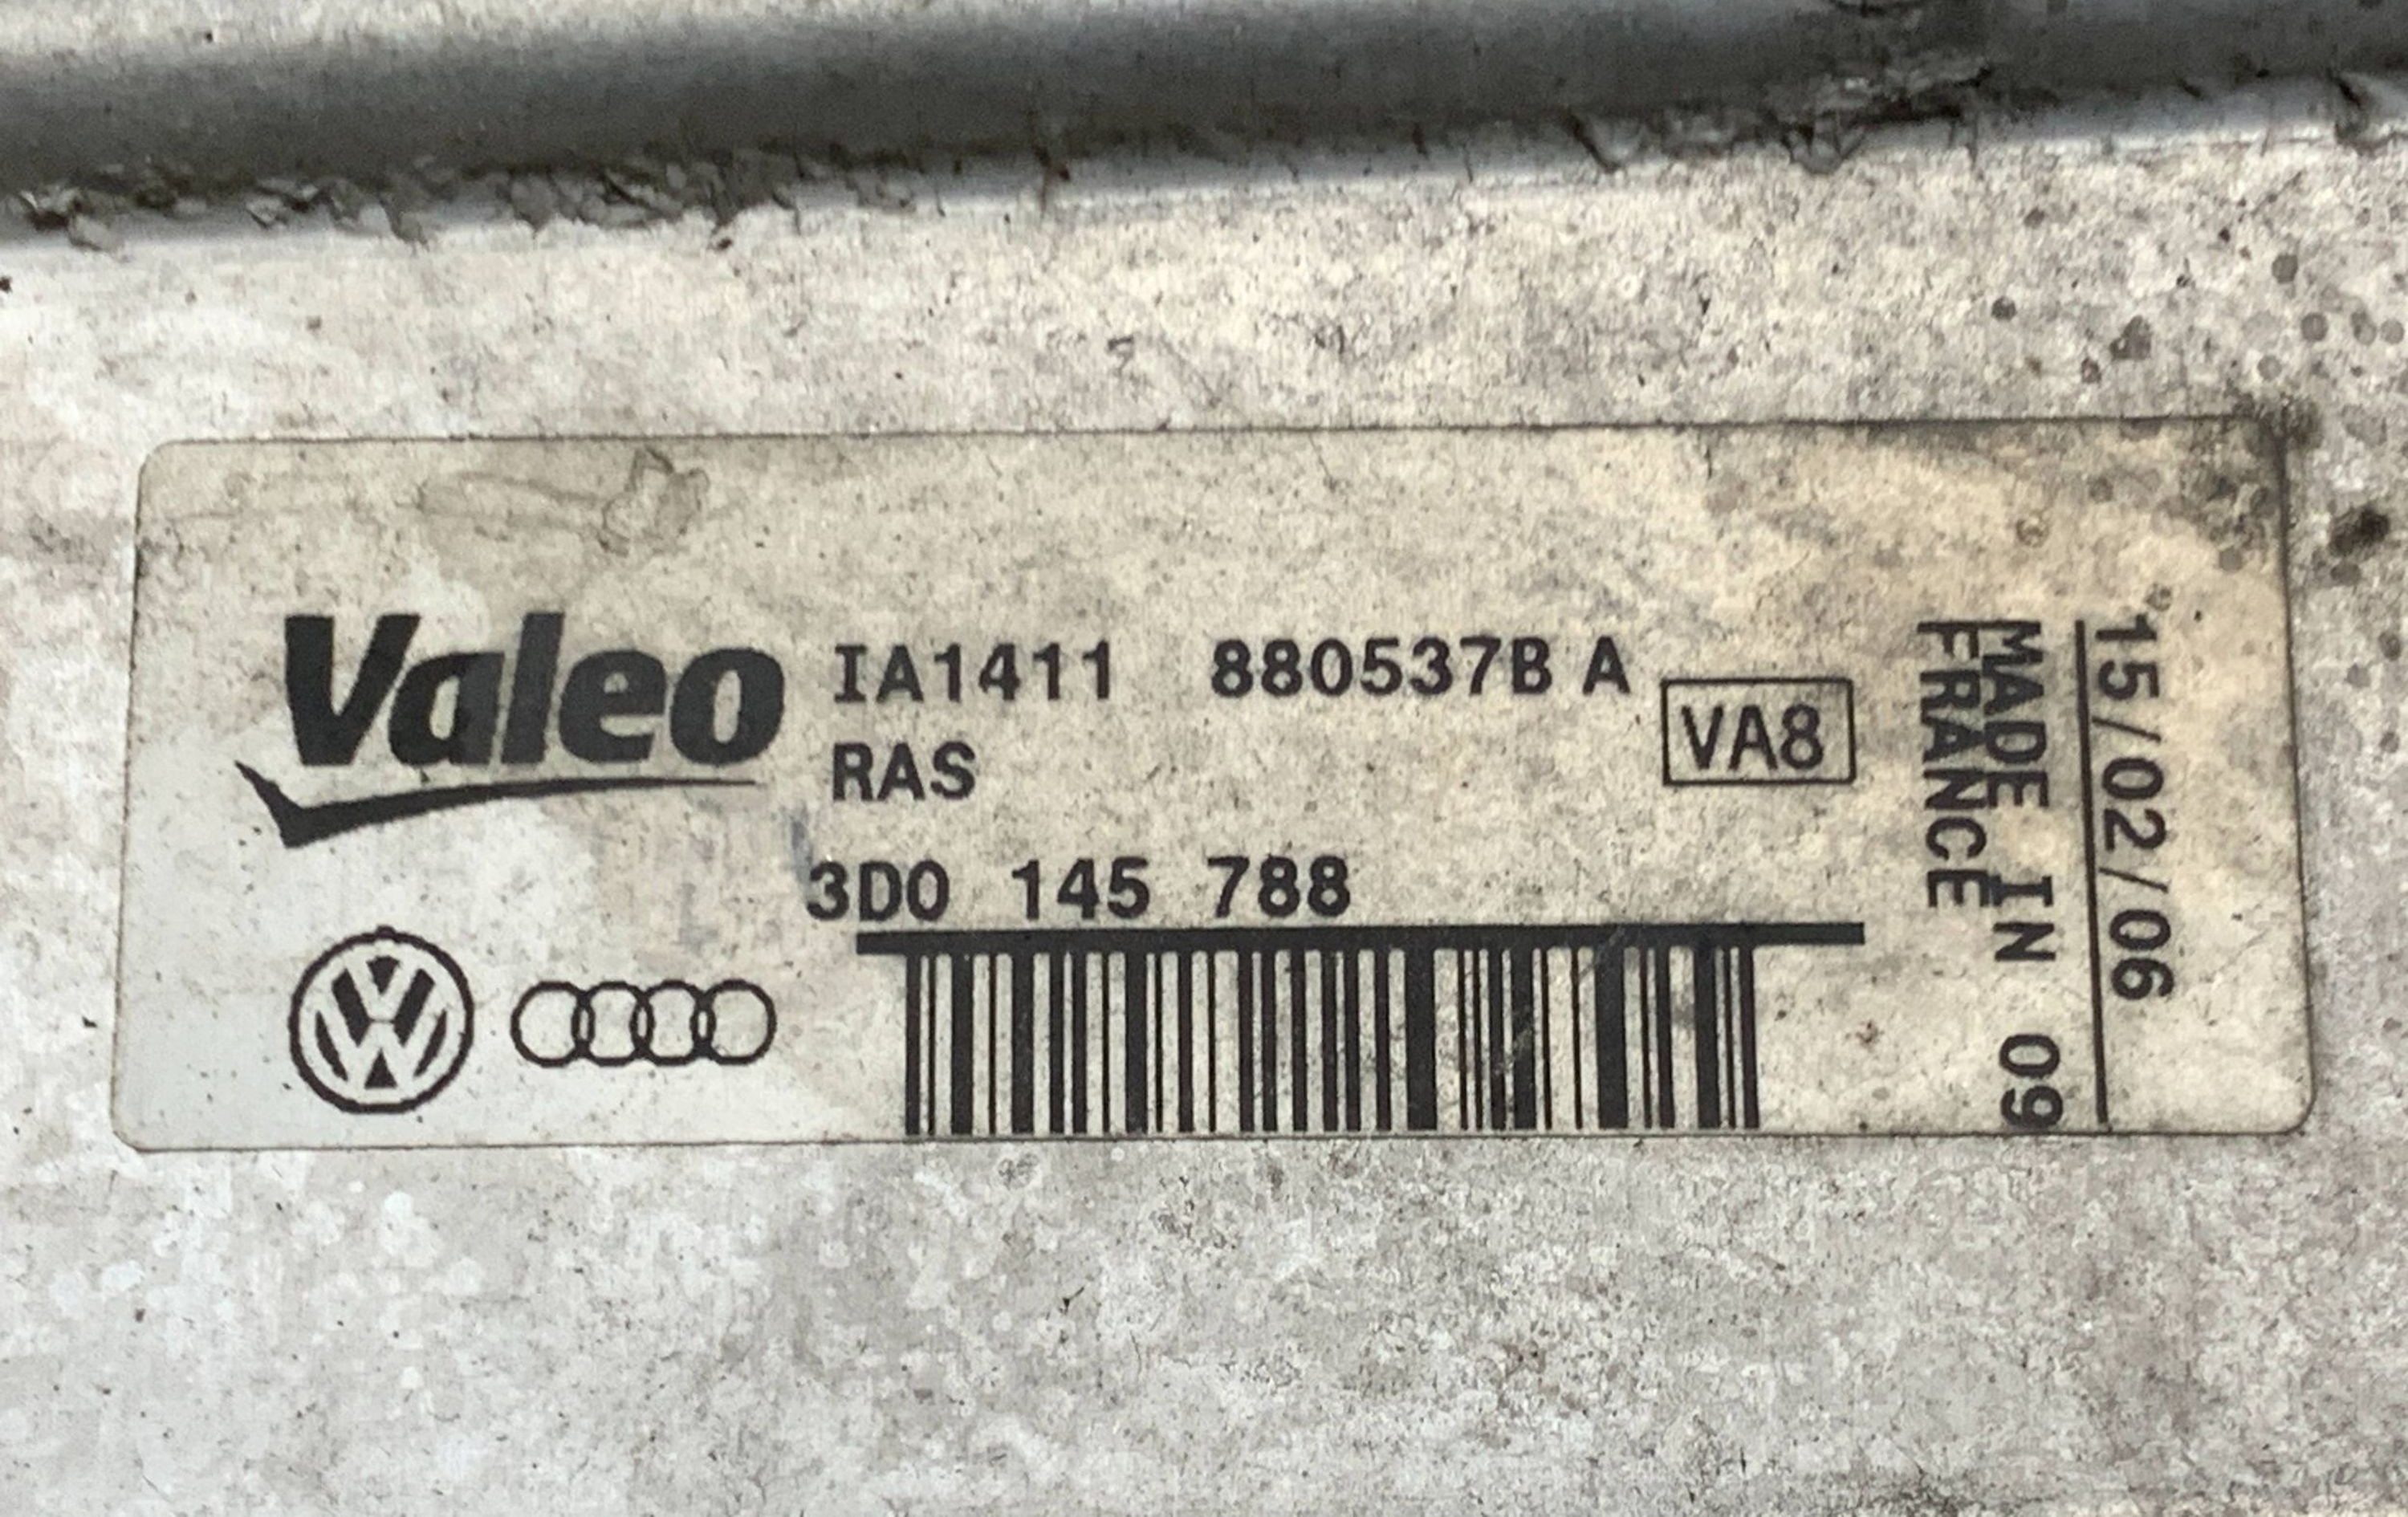 Valeo
IA1411 880537B A
RAS
VA8
3D0 145 788
15/02/06
MADE IN 09
FRANCE